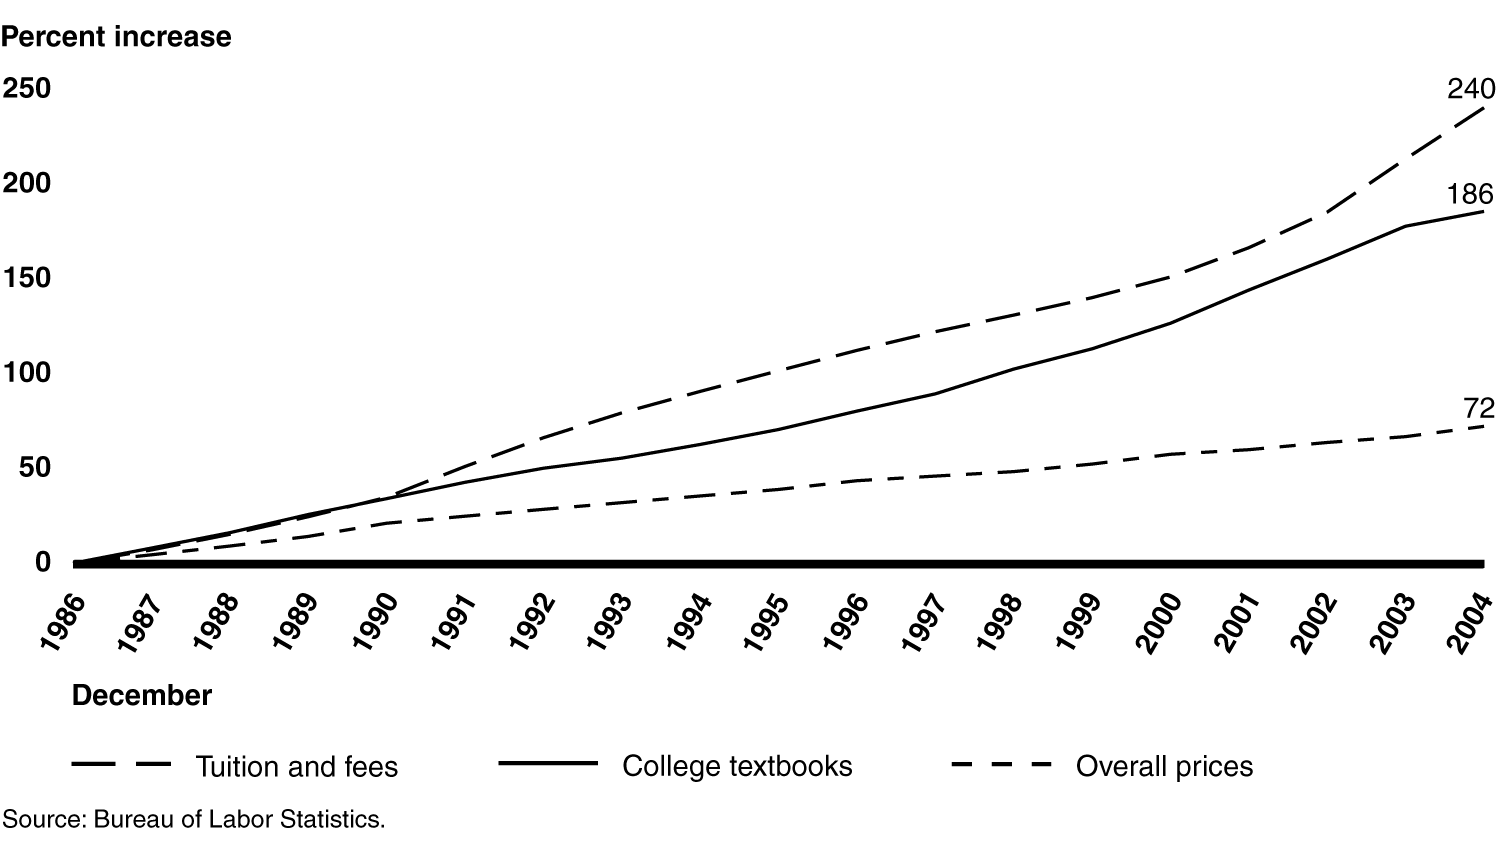 Percent increase
250
240
200
186
150
100
72
50
0
1986 1987 1988 1989 1990 1991 1992 1993 1994 1995 1996 1997 1998 1999 2000 2001 2002 2003 2004
December
Tuition and fees College textbooks Overall prices
Source: Bureau of Labor Statistics.